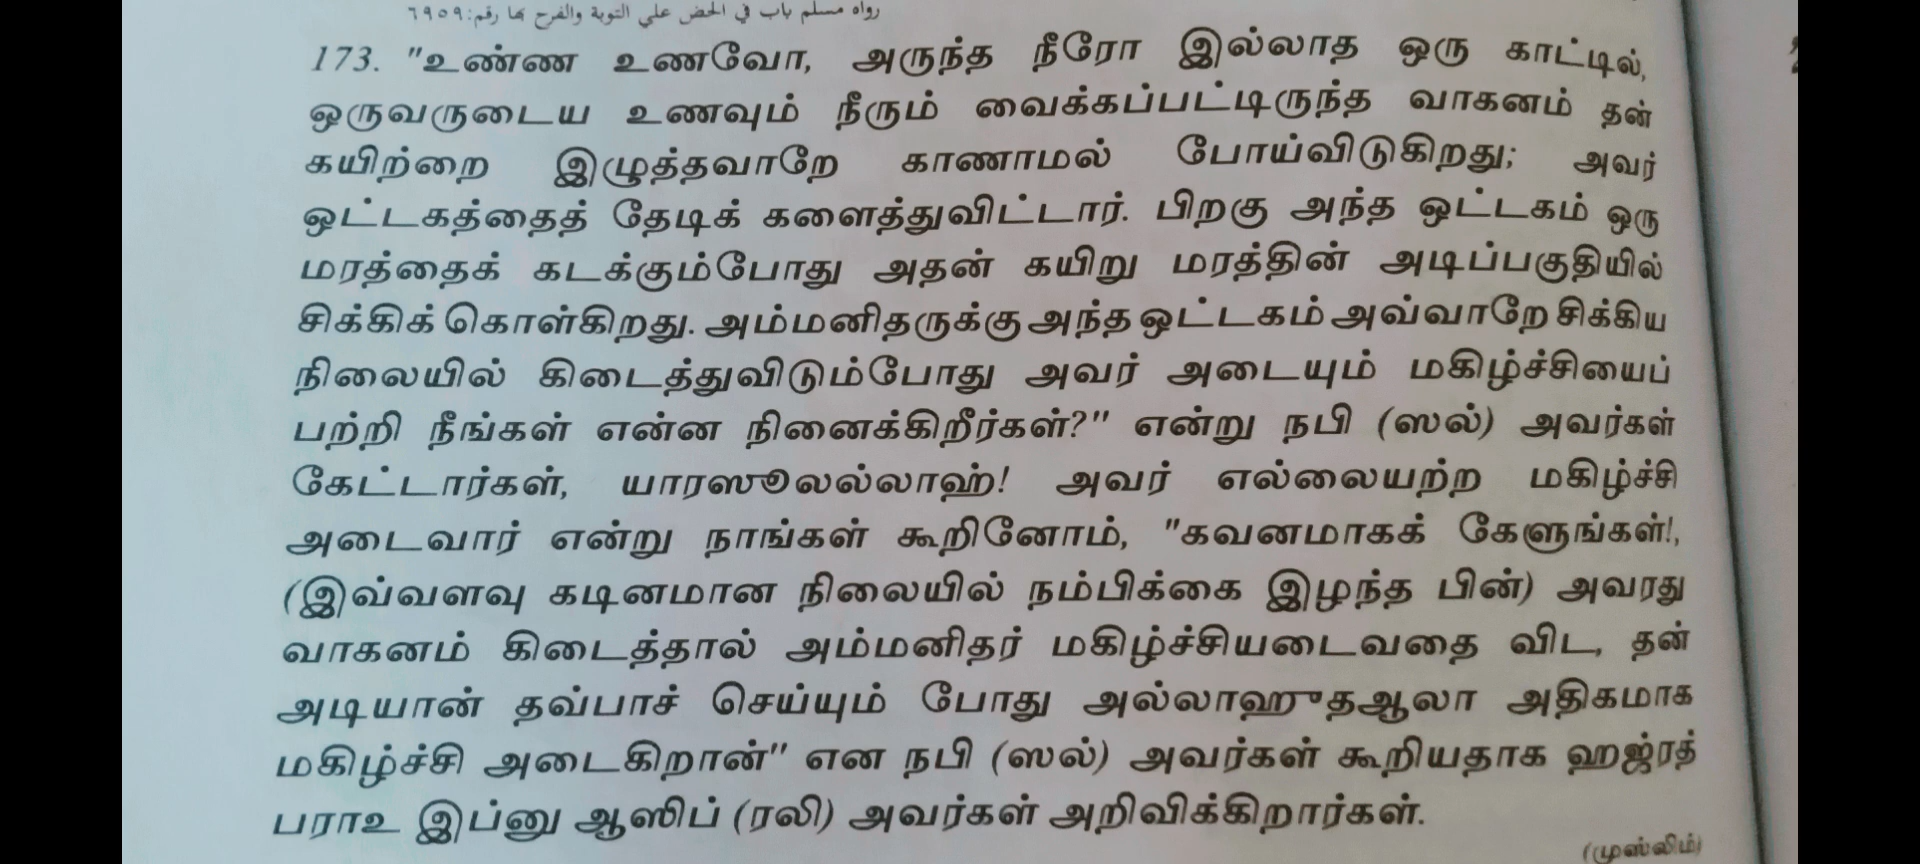 رواه مسلم باب في الحض علي التوبة والفرح بها رقم: ٦٩٥٩
173. "உண்ண உணவோ, அருந்த நீரோ இல்லாத ஒரு காட்டில்,
ஒருவருடைய உணவும் நீரும் வைக்கப்பட்டிருந்த வாகனம் தன்
கயிற்றை இழுத்தவாறே காணாமல் போய்விடுகிறது; அவர்
ஒட்டகத்தைத் தேடிக் களைத்துவிட்டார். பிறகு அந்த ஒட்டகம் ஒரு
மரத்தைக் கடக்கும்போது அதன் கயிறு மரத்தின் அடிப்பகுதியில்
சிக்கிக் கொள்கிறது. அம்மனிதருக்கு அந்த ஒட்டகம் அவ்வாறே சிக்கிய
நிலையில் கிடைத்துவிடும்போது அவர் அடையும் மகிழ்ச்சியைப்
பற்றி நீங்கள் என்ன நினைக்கிறீர்கள்?" என்று நபி (ஸல்) அவர்கள்
கேட்டார்கள், யாரஸூலல்லாஹ்! அவர் எல்லையற்ற மகிழ்ச்சி
அடைவார் என்று நாங்கள் கூறினோம், "கவனமாகக் கேளுங்கள்!,
(இவ்வளவு கடினமான நிலையில் நம்பிக்கை இழந்த பின்) அவரது
வாகனம் கிடைத்தால் அம்மனிதர் மகிழ்ச்சியடைவதை விட, தன்
அடியான் தவ்பாச் செய்யும் போது அல்லாஹுதஆலா அதிகமாக
மகிழ்ச்சி அடைகிறான்" என நபி (ஸல்) அவர்கள் கூறியதாக ஹஜ்ரத்
பராஉ இப்னு ஆஸிப் (ரலி) அவர்கள் அறிவிக்கிறார்கள்.
(முஸ்லிம்)